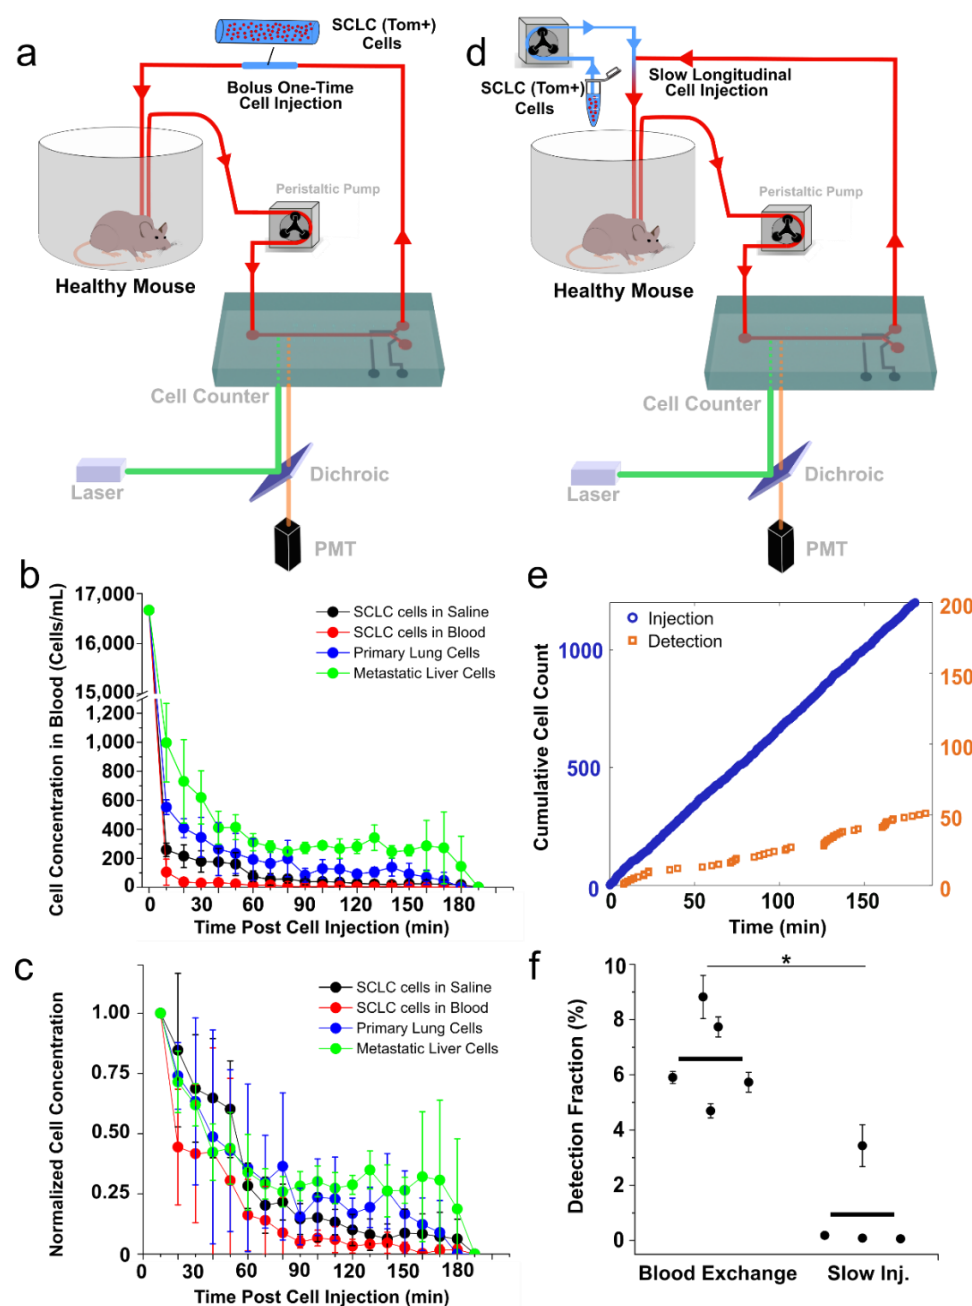 a
SCLC (Tom+)
Cells
Bolus One-Time
Cell Injection
Peristaltic Pump
Healthy Mouse
Cell Counter
Laser
Dichroic
PMT
d
SCLC (Tom+)
Cells
Slow Longitudinal
Cell Injection
Peristaltic Pump
Healthy Mouse
Cell Counter
Laser
Dichroic
PMT
b
Cell Concentration in Blood (Cells/mL)
17,000
16,000
15,000
1,200
1,000
800
600
400
200
0
SCLC cells in Saline
SCLC cells in Blood
Primary Lung Cells
Metastatic Liver Cells
0 30 60 90 120 150 180
Time Post Cell Injection (min)
c
Normalized Cell Concentration
1.00
0.75
0.50
0.25
0
SCLC cells in Saline
SCLC cells in Blood
Primary Lung Cells
Metastatic Liver Cells
0 30 60 90 120 150 180
Time Post Cell Injection (min)
e
Cumulative Cell Count
1000
500
0
Injection
Detection
200
150
100
50
0
0 50 100 150
Time (min)
f
Detection Fraction (%)
10
8
6
4
2
0
*
Blood Exchange Slow Inj.